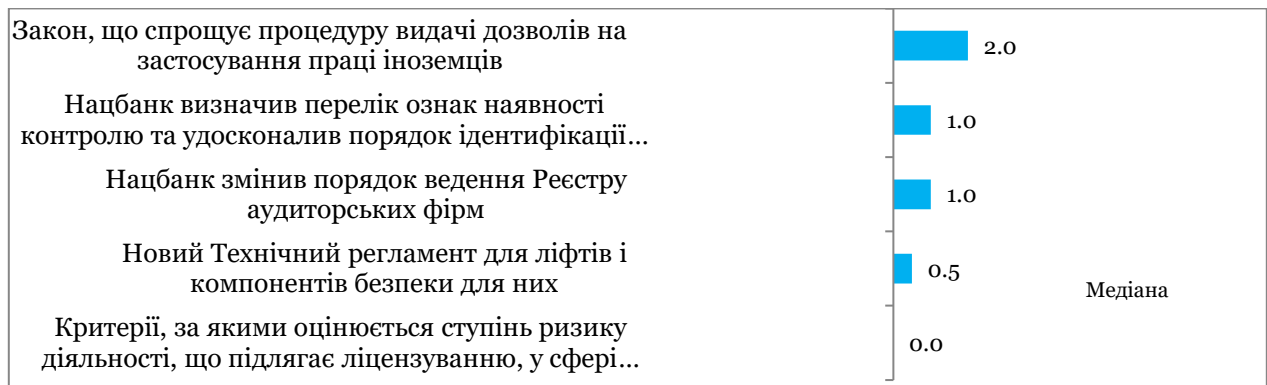 Закон, що спрощує процедуру видачі дозволів на
застосування праці іноземців
2.0
Нацбанк визначив перелік ознак наявності
контролю та удосконалив порядок ідентифікації...
1.0
Нацбанк змінив порядок ведення Реєстру
аудиторських фірм
1.0
Новий Технічний регламент для ліфтів і
компонентів безпеки для них
0.5
Медіана
Критерії, за якими оцінюється ступінь ризику
діяльності, що підлягає ліцензуванню, у сфері...
0.0